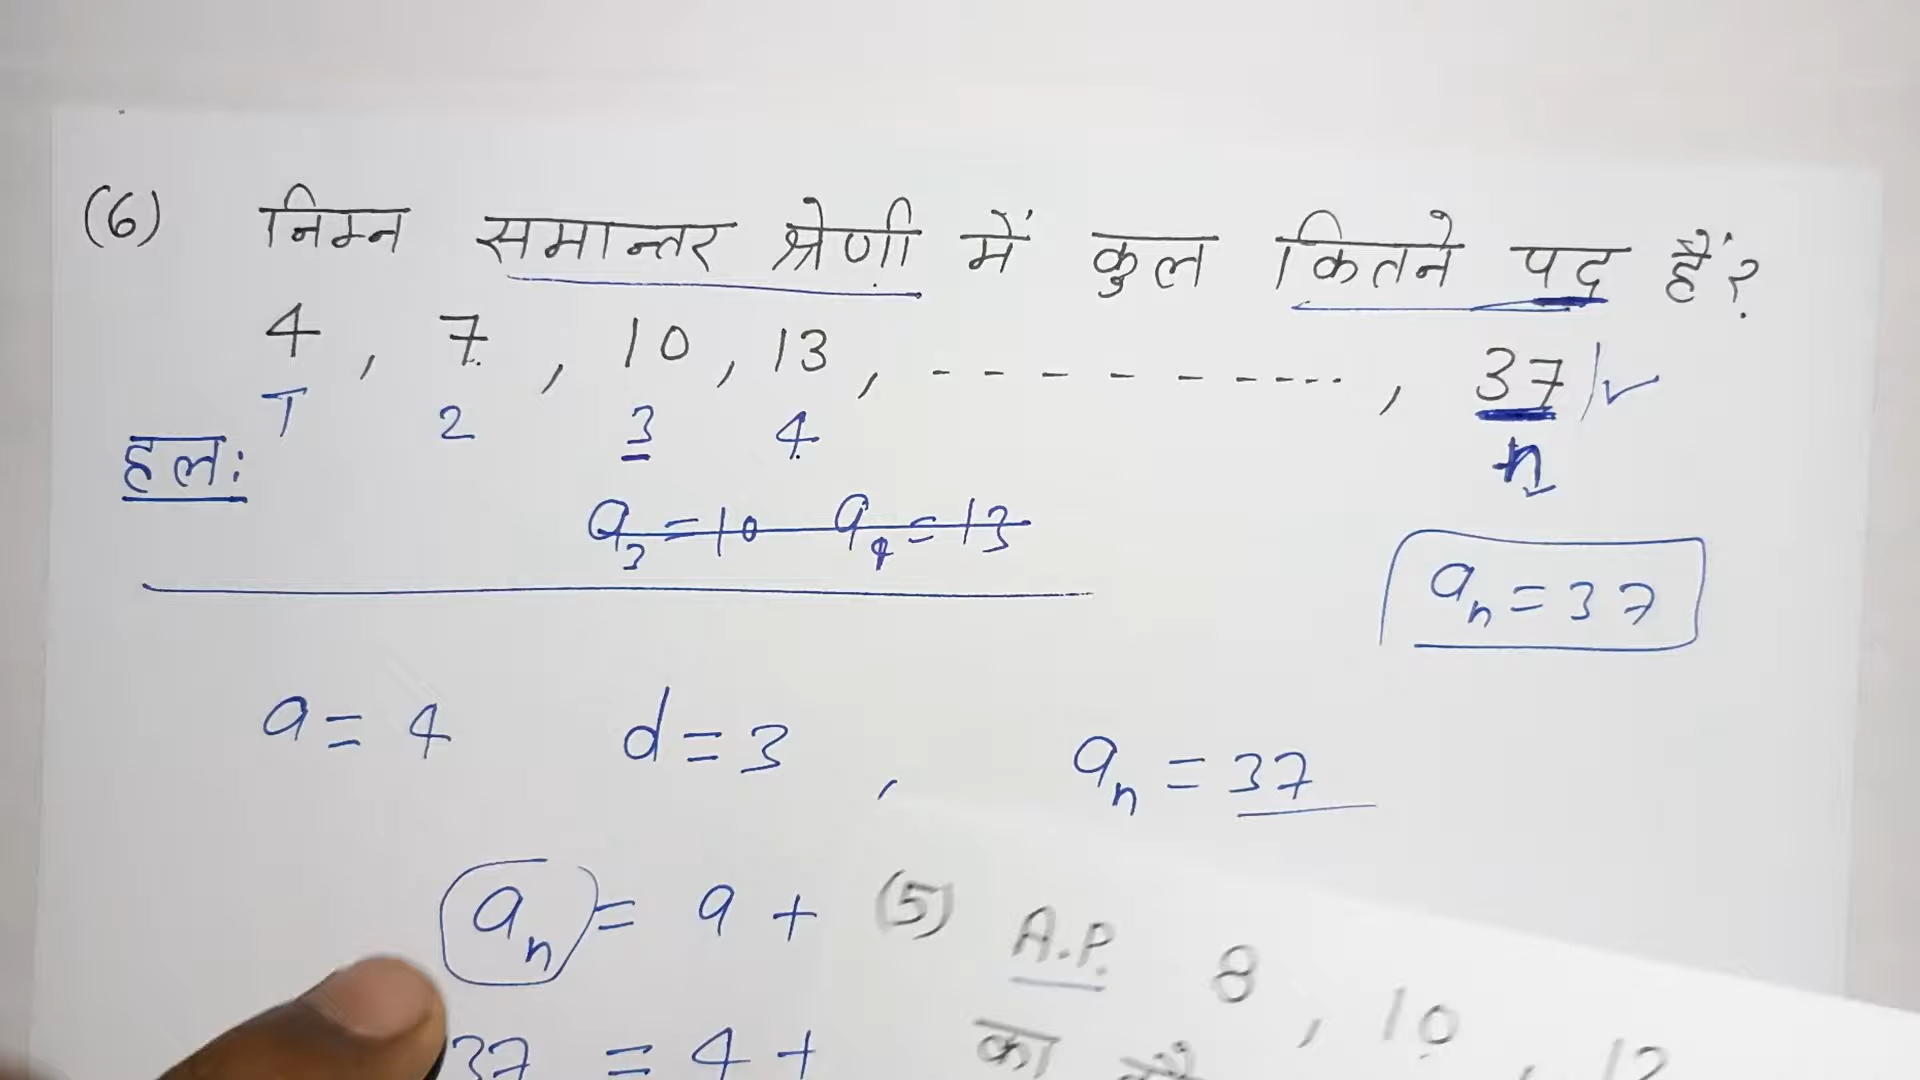 (6) निम्न समान्तर श्रेणी में कुल कितने पद हैं?
4, 7, 10, 13, - - - - - - - - - -, 37
1 2 3 4 n
हलः
a₃ = 10 a₄ = 13
aₙ = 37
a = 4 d = 3, aₙ = 37
aₙ = a +
37 = 4 +
(5) A.P. 8, 10, 12
का